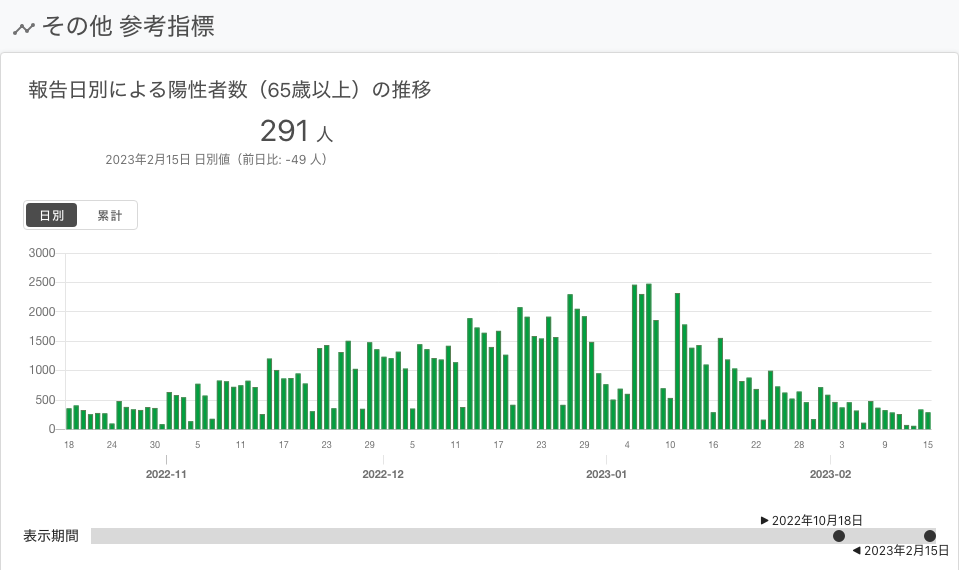 その他 参考指標
報告日別による陽性者数（65歳以上）の推移
291 人
2023年2月15日 日別値（前日比: -49 人）
日別 累計
3000
2500
2000
1500
1000
500
0
18 24 30 5 11 17 23 29 5 11 17 23 29 4 10 16 22 28 3 9 15
2022-11 2022-12 2023-01 2023-02
▶ 2022年10月18日
表示期間
◀ 2023年2月15日